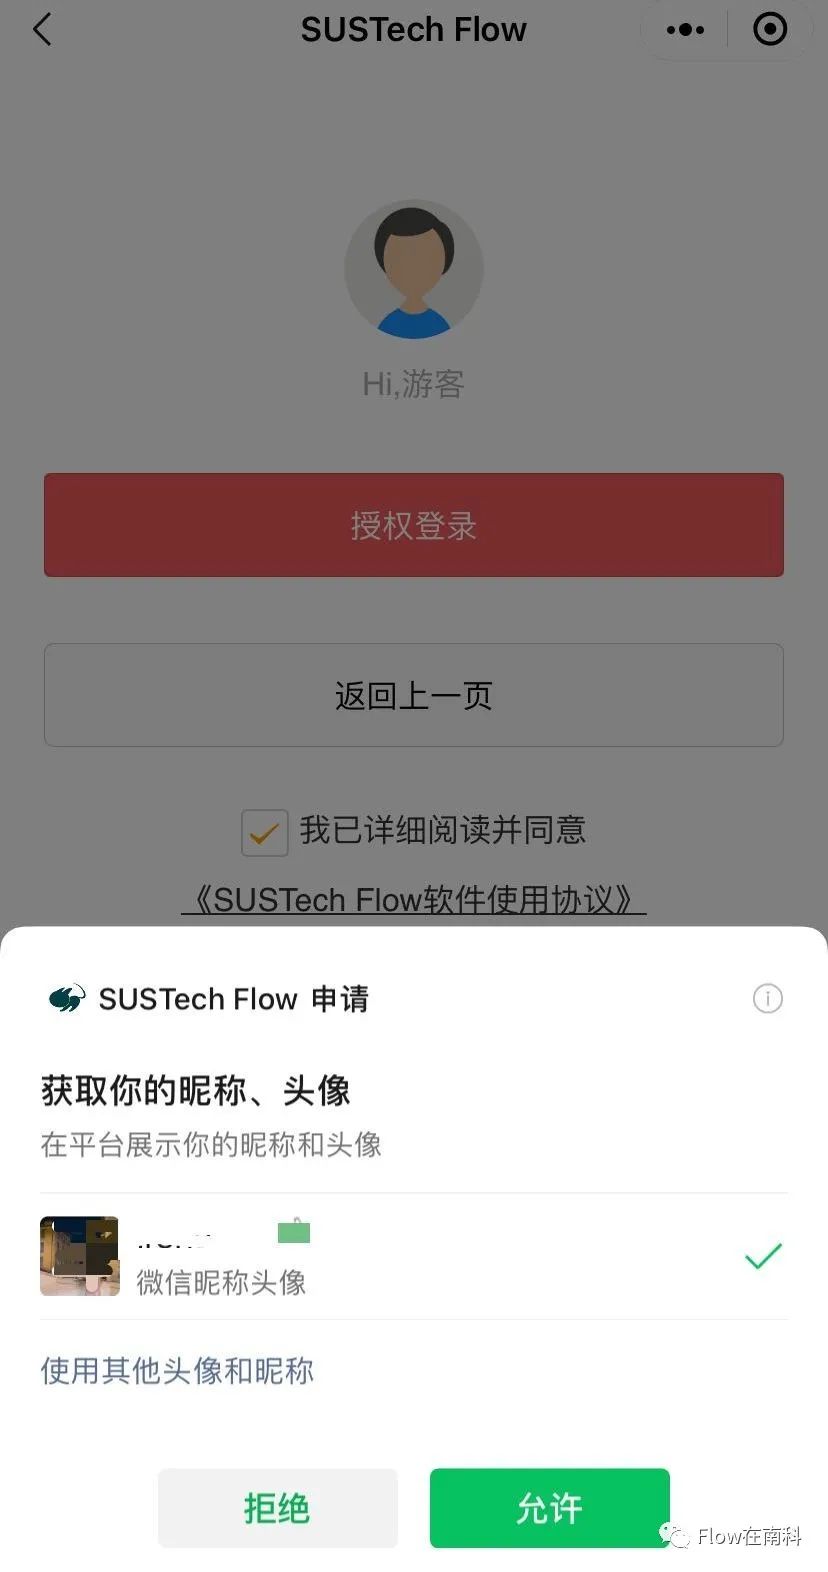 SUSTech Flow
Hi,游客
授权登录
返回上一页
我已详细阅读并同意
《SUSTech Flow软件使用协议》
SUSTech Flow 申请
获取你的昵称、头像
在平台展示你的昵称和头像
微信昵称头像
使用其他头像和昵称
拒绝
允许
Flow在南科